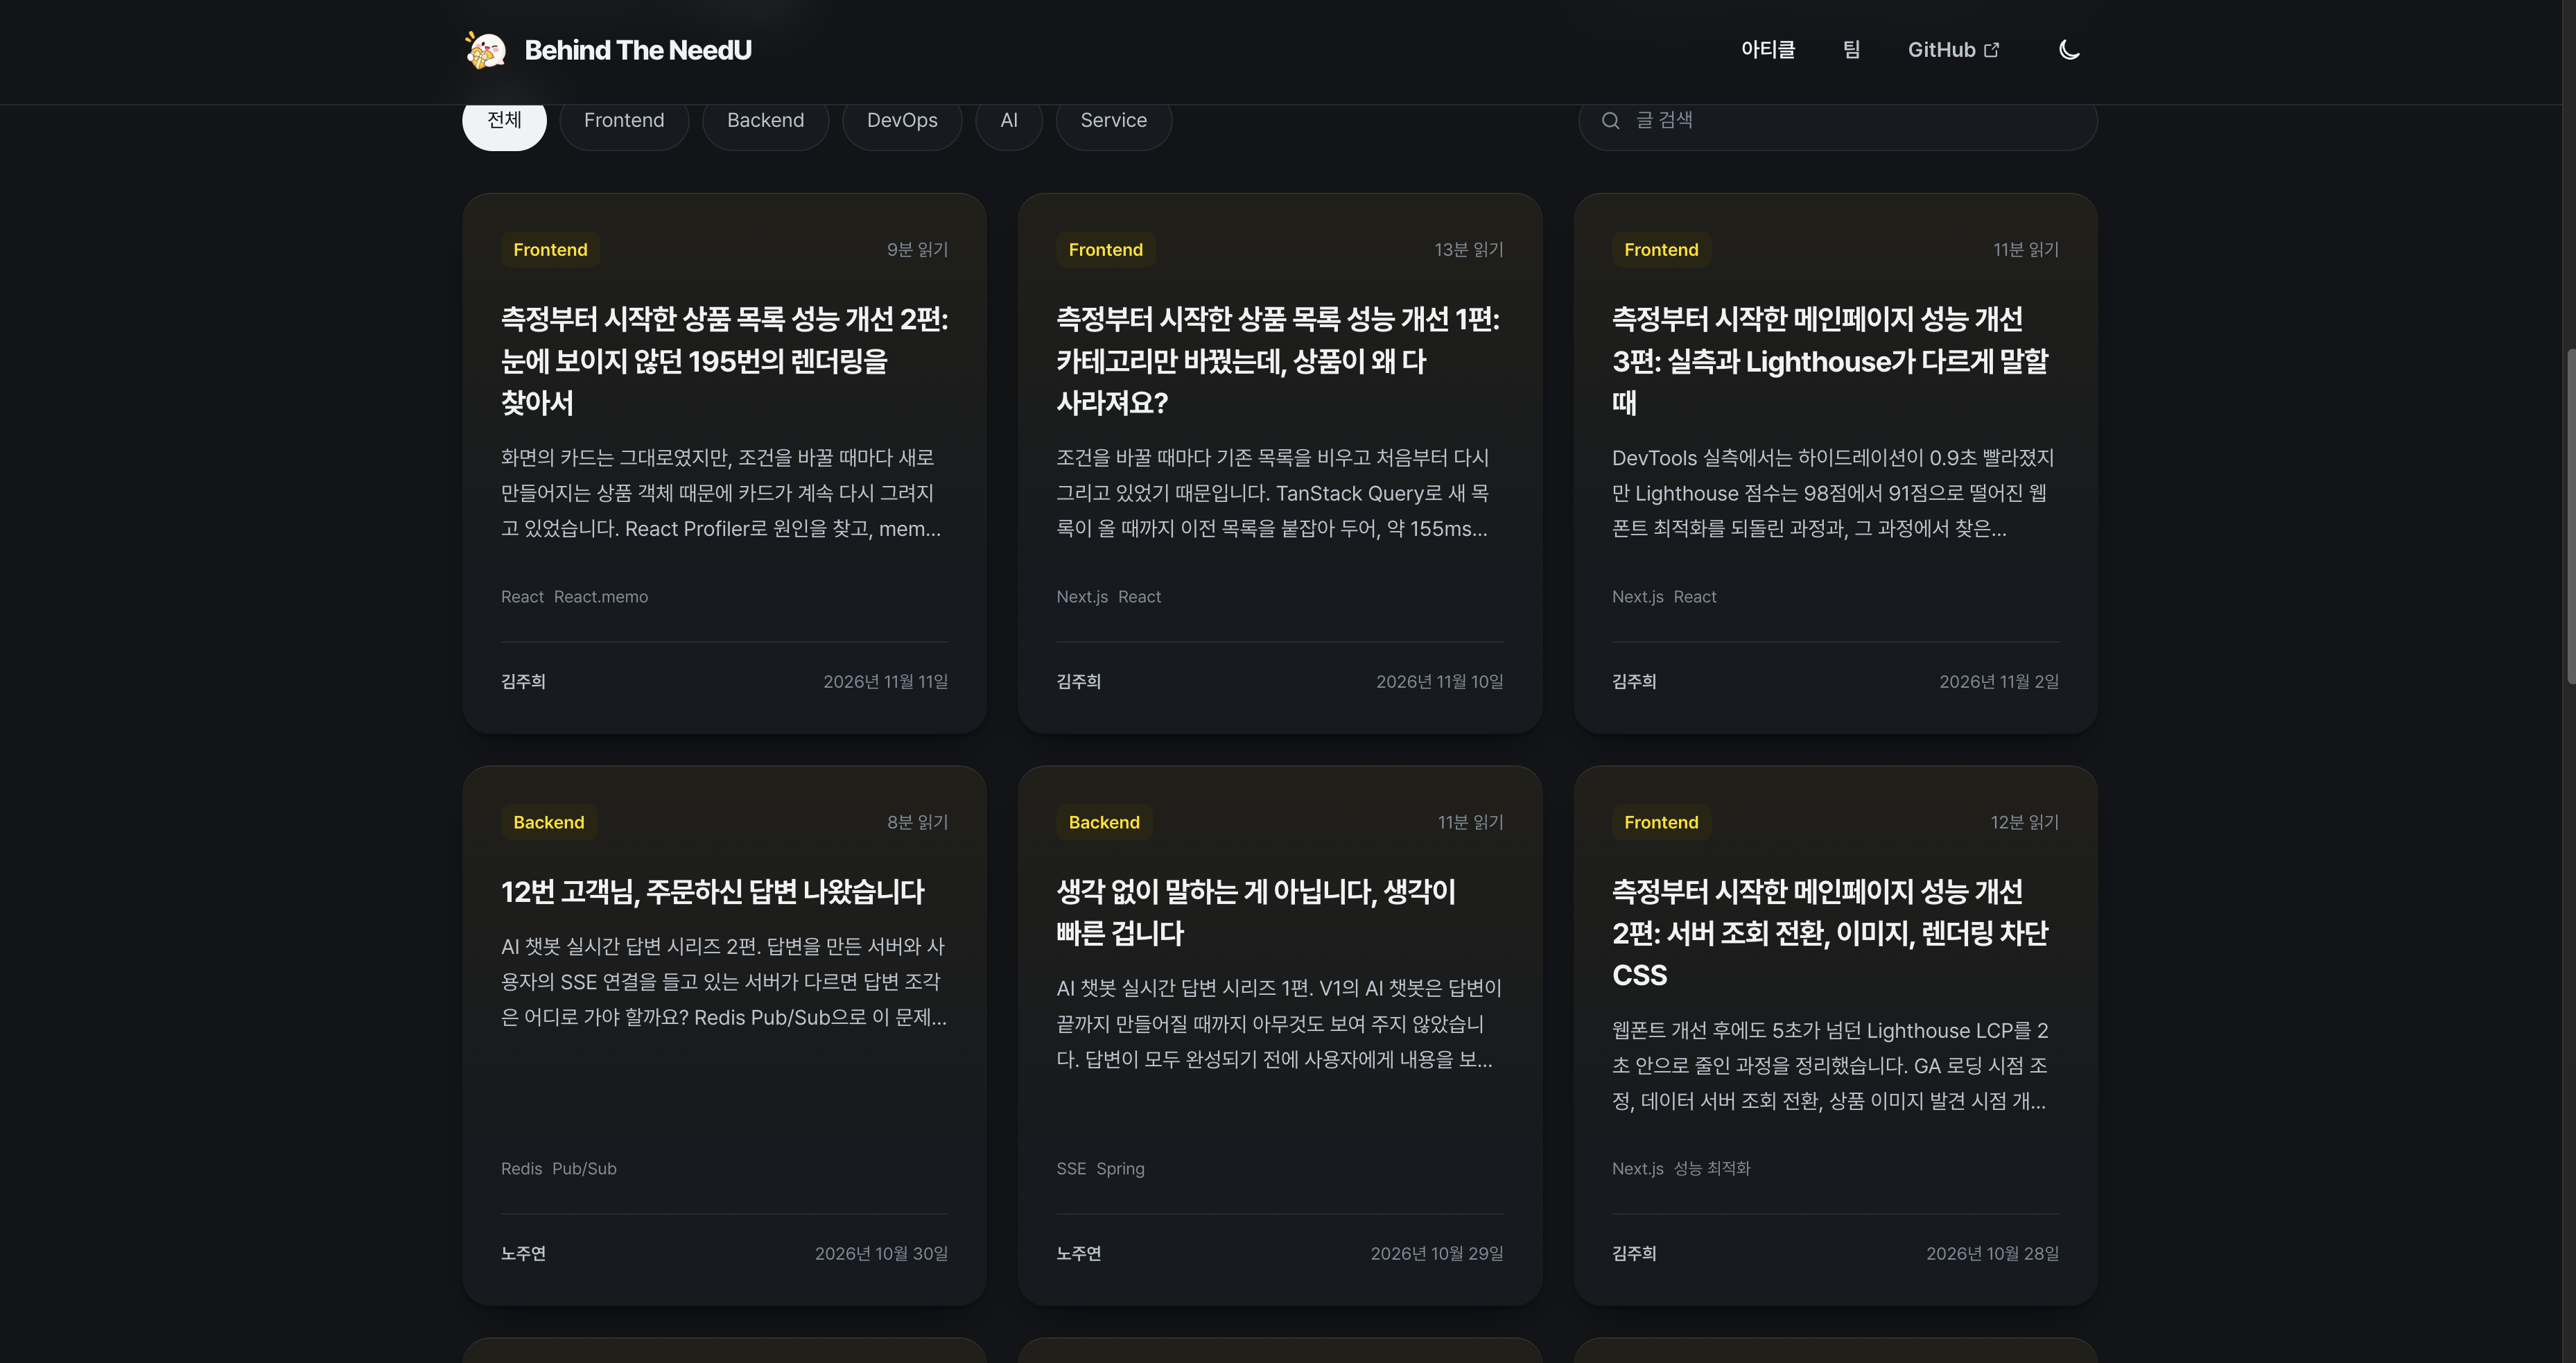 Behind The NeedU
아티클 팀 GitHub
전체 Frontend Backend DevOps AI Service
글 검색
Frontend 9분 읽기
측정부터 시작한 상품 목록 성능 개선 2편:
눈에 보이지 않던 195번의 렌더링을
찾아서
화면의 카드는 그대로였지만, 조건을 바꿀 때마다 새로
만들어지는 상품 객체 때문에 카드가 계속 다시 그려지
고 있었습니다. React Profiler로 원인을 찾고, mem...
React React.memo
김주희 2026년 11월 11일
Frontend 13분 읽기
측정부터 시작한 상품 목록 성능 개선 1편:
카테고리만 바꿨는데, 상품이 왜 다
사라져요?
조건을 바꿀 때마다 기존 목록을 비우고 처음부터 다시
그리고 있었기 때문입니다. TanStack Query로 새 목
록이 올 때까지 이전 목록을 붙잡아 두어, 약 155ms...
Next.js React
김주희 2026년 11월 10일
Frontend 11분 읽기
측정부터 시작한 메인페이지 성능 개선
3편: 실측과 Lighthouse가 다르게 말할
때
DevTools 실측에서는 하이드레이션이 0.9초 빨라졌지
만 Lighthouse 점수는 98점에서 91점으로 떨어진 웹
폰트 최적화를 되돌린 과정과, 그 과정에서 찾은...
Next.js React
김주희 2026년 11월 2일
Backend 8분 읽기
12번 고객님, 주문하신 답변 나왔습니다
AI 챗봇 실시간 답변 시리즈 2편. 답변을 만든 서버와 사
용자의 SSE 연결을 들고 있는 서버가 다르면 답변 조각
은 어디로 가야 할까요? Redis Pub/Sub으로 이 문제...
Redis Pub/Sub
노주연 2026년 10월 30일
Backend 11분 읽기
생각 없이 말하는 게 아닙니다, 생각이
빠른 겁니다
AI 챗봇 실시간 답변 시리즈 1편. V1의 AI 챗봇은 답변이
끝까지 만들어질 때까지 아무것도 보여 주지 않았습니
다. 답변이 모두 완성되기 전에 사용자에게 내용을 보...
SSE Spring
노주연 2026년 10월 29일
Frontend 12분 읽기
측정부터 시작한 메인페이지 성능 개선
2편: 서버 조회 전환, 이미지, 렌더링 차단
CSS
웹폰트 개선 후에도 5초가 넘던 Lighthouse LCP를 2
초 안으로 줄인 과정을 정리했습니다. GA 로딩 시점 조
정, 데이터 서버 조회 전환, 상품 이미지 발견 시점 개...
Next.js 성능 최적화
김주희 2026년 10월 28일